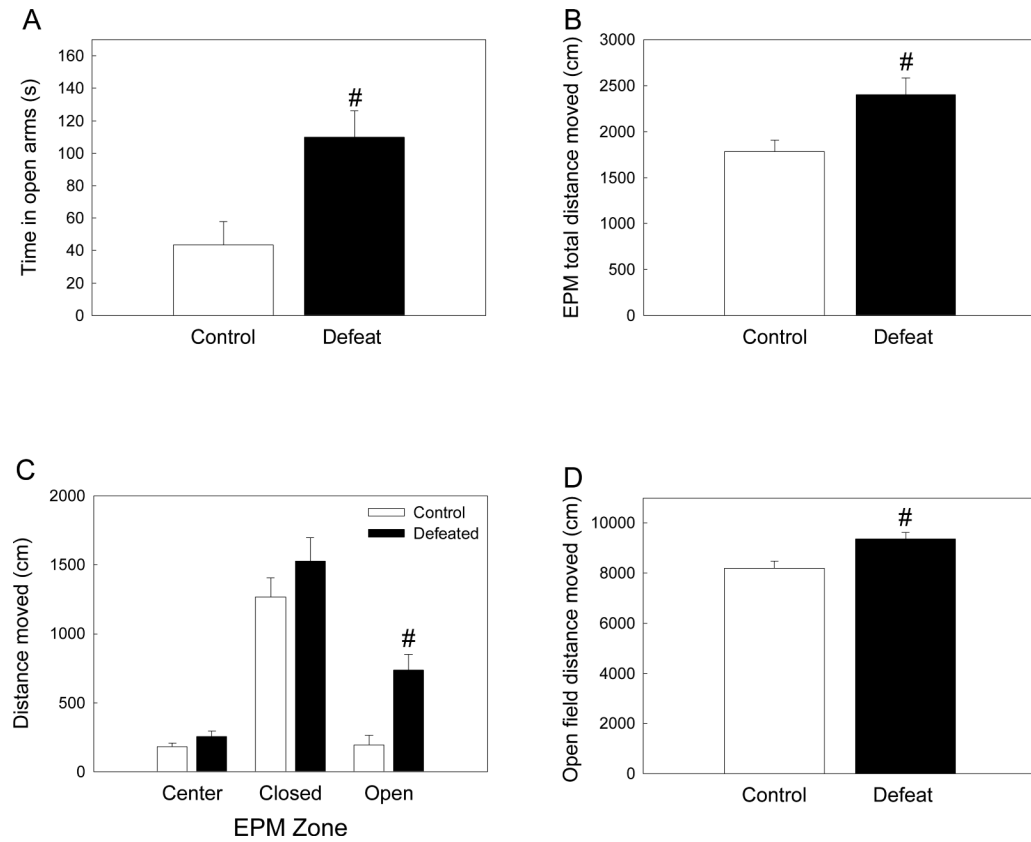 A
Time in open arms (s)
160
140
120
100
80
60
40
20
0
#
Control Defeat
B
EPM total distance moved (cm)
3000
2500
2000
1500
1000
500
0
#
Control Defeat
C
Distance moved (cm)
2000
1500
1000
500
0
Control
Defeated
#
Center Closed Open
EPM Zone
D
Open field distance moved (cm)
10000
8000
6000
4000
2000
0
#
Control Defeat